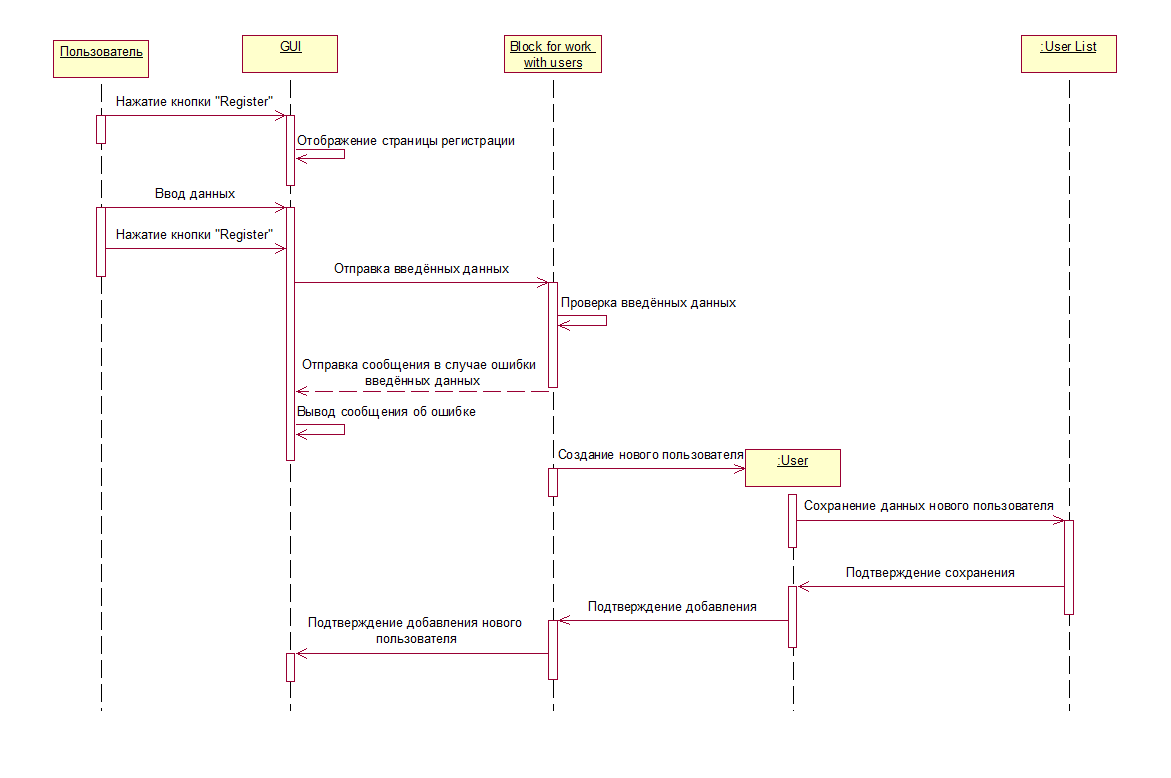 Пользователь
GUI
Block for work
with users
:User List
Нажатие кнопки "Register"
Отображение страницы регистрации
Ввод данных
Нажатие кнопки "Register"
Отправка введённых данных
Проверка введённых данных
Отправка сообщения в случае ошибки
введённых данных
Вывод сообщения об ошибке
Создание нового пользователя
:User
Сохранение данных нового пользователя
Подтверждение сохранения
Подтверждение добавления
Подтверждение добавления нового
пользователя